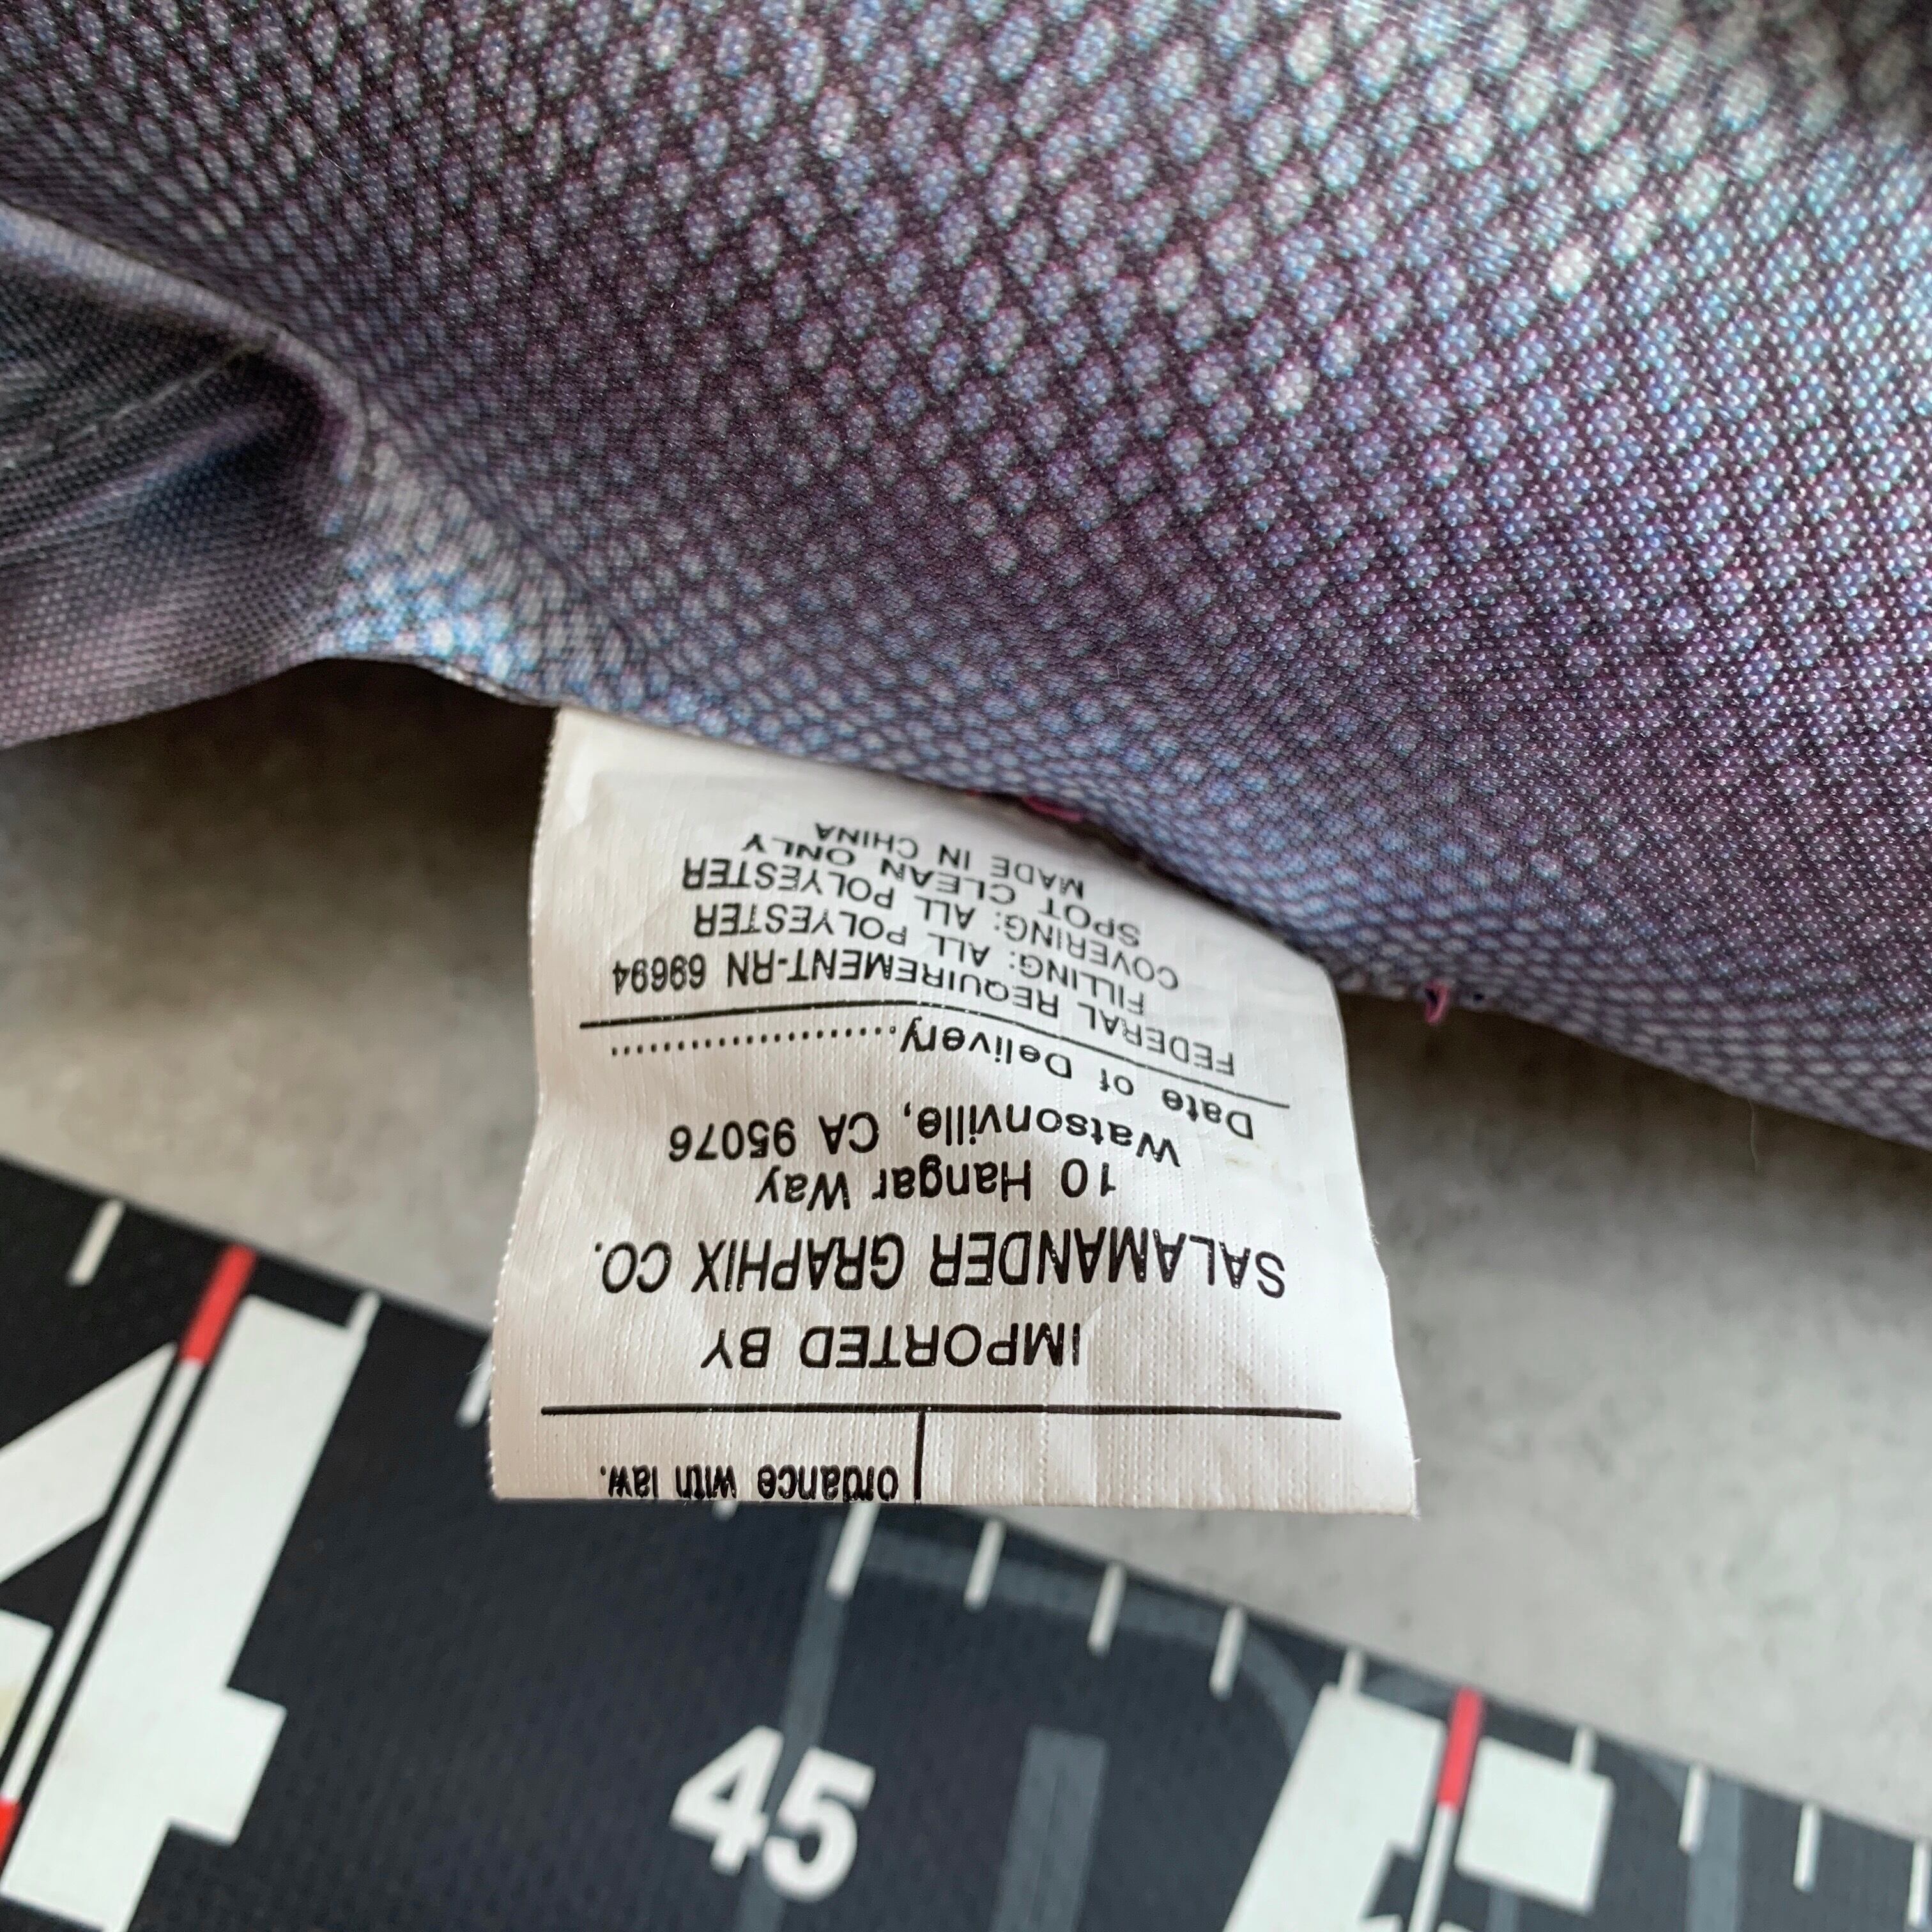 ordance with law.
IMPORTED BY
SALAMANDER GRAPHIX CO.
10 Hangar Way
Watsonville, CA 95076
Date of Delivery.....................
FEDERAL REQUIREMENT-RN 69694
FILLING: ALL POLYESTER
COVERING: ALL POLYESTER
SPOT CLEAN ONLY
MADE IN CHINA
4
45